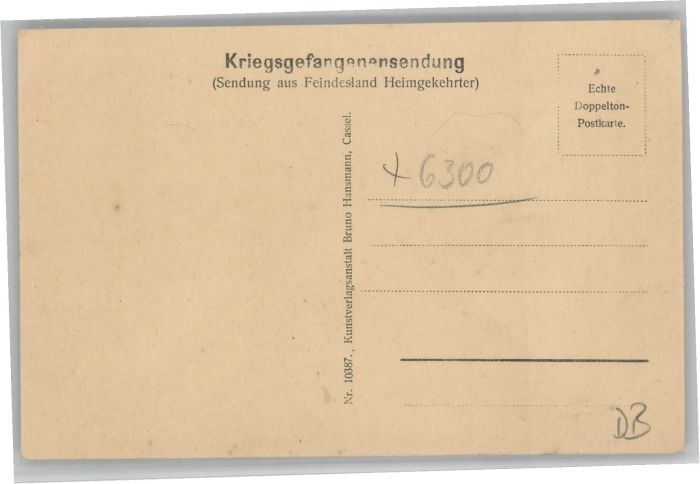 Kriegsgefangenensendung
(Sendung aus Feindesland Heimgekehrter)
Echte
Doppelton-
Postkarte.
6300
Nr. 10387., Kunstverlagsanstalt Bruno Hansmann, Cassel.
DB